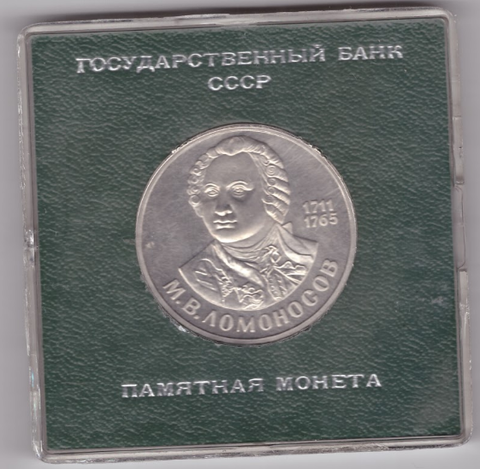 ГОСУДАРСТВЕННЫЙ БАНК
СССР
1711
1765
М.В.ЛОМОНОСОВ
ПАМЯТНАЯ МОНЕТА